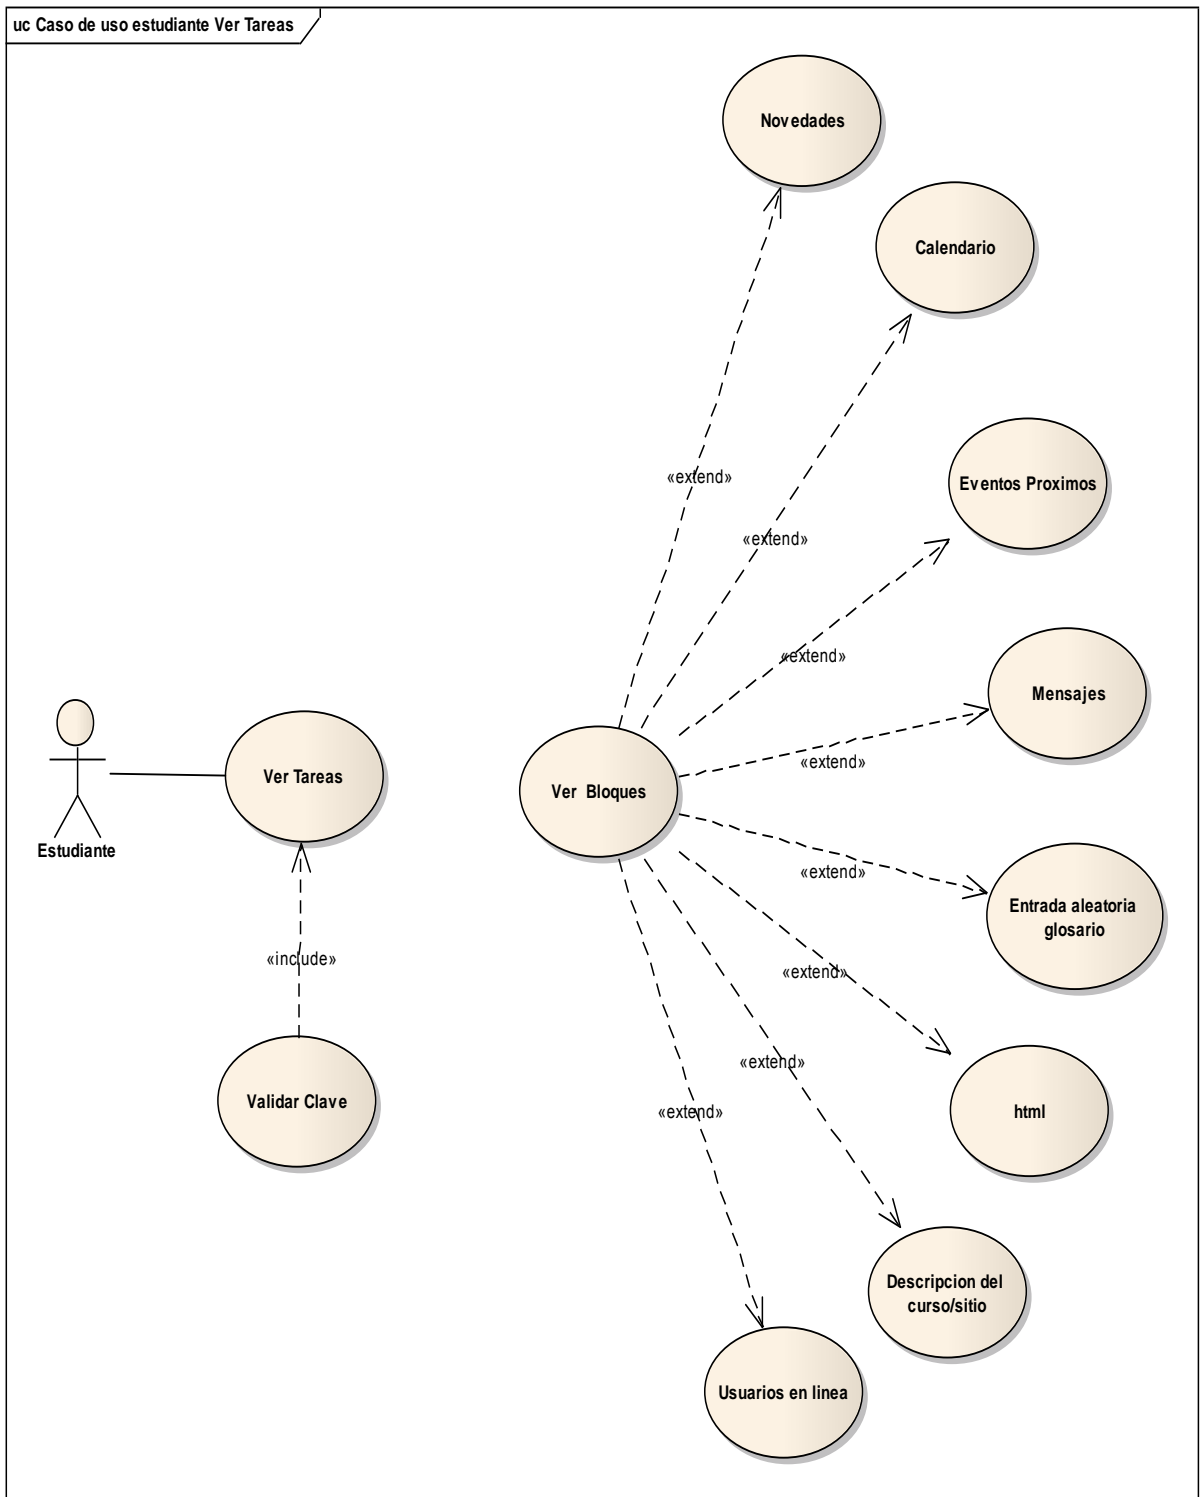 uc Caso de uso estudiante Ver Tareas
Novedades
Calendario
«extend»
Eventos Proximos
«extend»
«extend»
Mensajes
«extend»
Ver Tareas
Ver Bloques
Estudiante
«extend»
Entrada aleatoria
glosario
«include»
«extend»
Validar Clave
html
«extend»
«extend»
Descripcion del
curso/sitio
Usuarios en linea